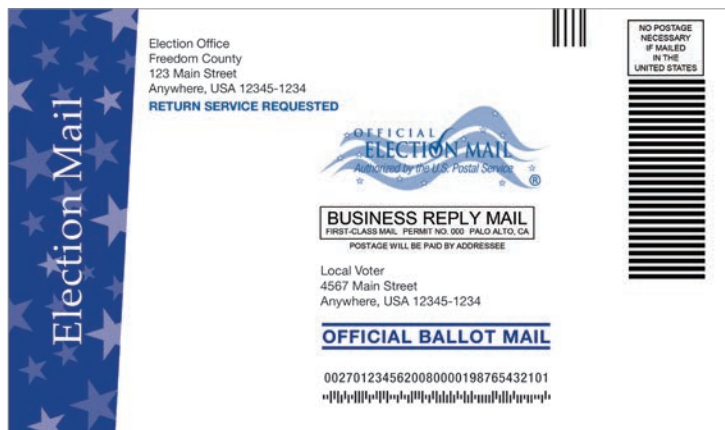 Election Mail
Election Office
Freedom County
123 Main Street
Anywhere, USA 12345-1234
RETURN SERVICE REQUESTED
NO POSTAGE
NECESSARY
IF MAILED
IN THE
UNITED STATES
OFFICIAL
ELECTION MAIL
Authorized by the U.S. Postal Service
®
BUSINESS REPLY MAIL
FIRST-CLASS MAIL PERMIT NO. 000 PALO ALTO, CA
POSTAGE WILL BE PAID BY ADDRESSEE
Local Voter
4567 Main Street
Anywhere, USA 12345-1234
OFFICIAL BALLOT MAIL
0027012345620080000198765432101